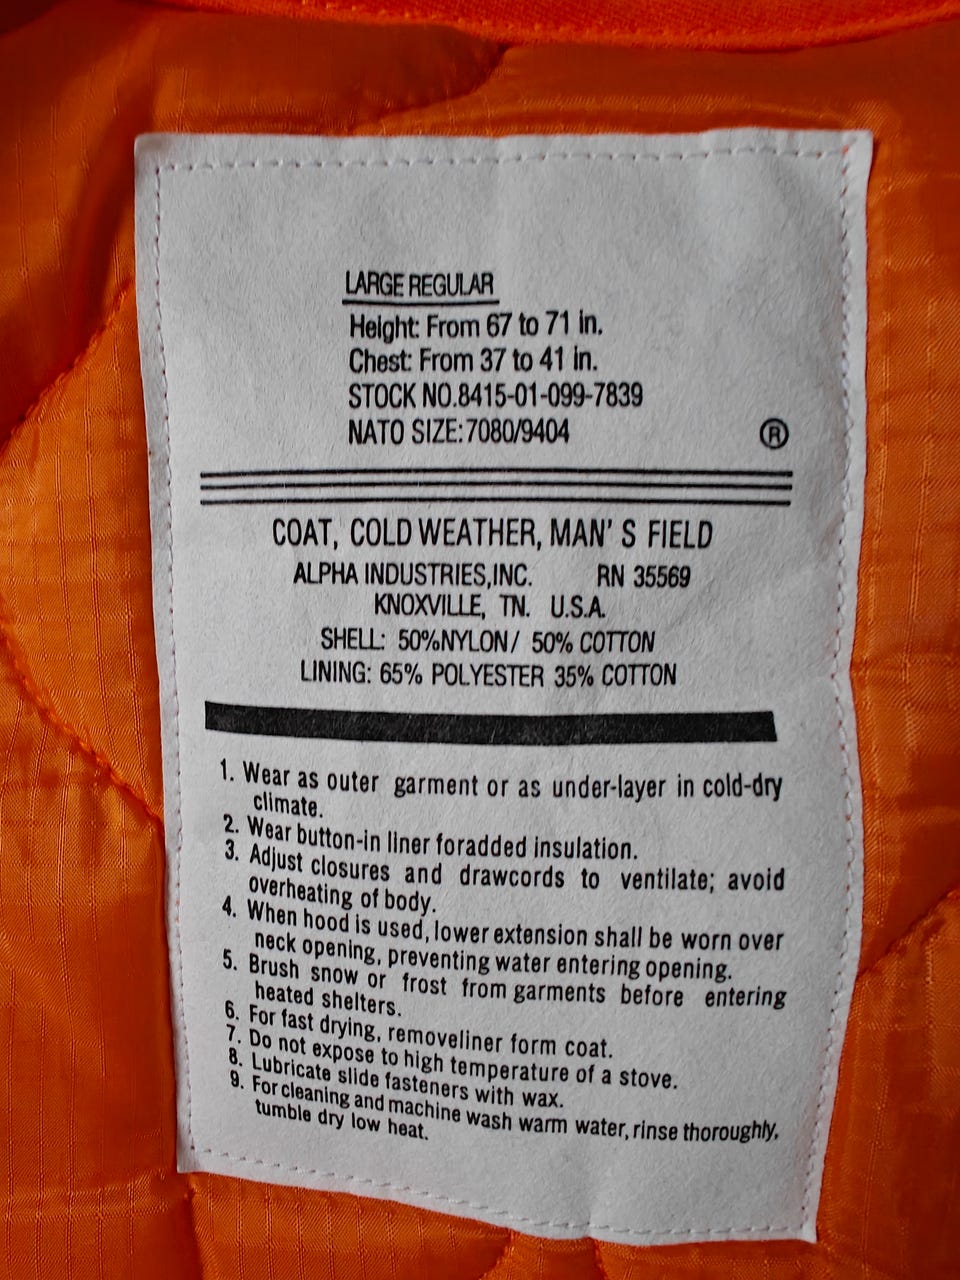 LARGE REGULAR
Height: From 67 to 71 in.
Chest: From 37 to 41 in.
STOCK NO.8415-01-099-7839
NATO SIZE:7080/9404
®
COAT, COLD WEATHER, MAN' S FIELD
ALPHA INDUSTRIES,INC. RN 35569
KNOXVILLE, TN. U.S.A.
SHELL: 50%NYLON/ 50% COTTON
LINING: 65% POLYESTER 35% COTTON
1. Wear as outer garment or as under-layer in cold-dry
climate.
2. Wear button-in liner foradded insulation.
3. Adjust closures and drawcords to ventilate; avoid
overheating of body.
4. When hood is used, lower extension shall be worn over
neck opening, preventing water entering opening.
5. Brush snow or frost from garments before entering
heated shelters.
6. For fast drying, removeliner form coat.
7. Do not expose to high temperature of a stove.
8. Lubricate slide fasteners with wax.
9. For cleaning and machine wash warm water, rinse thoroughly,
tumble dry low heat.